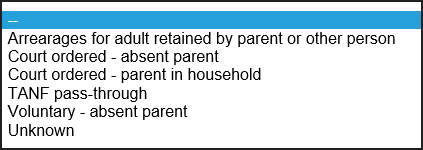 --
Arrearages for adult retained by parent or other person
Court ordered - absent parent
Court ordered - parent in household
TANF pass-through
Voluntary - absent parent
Unknown